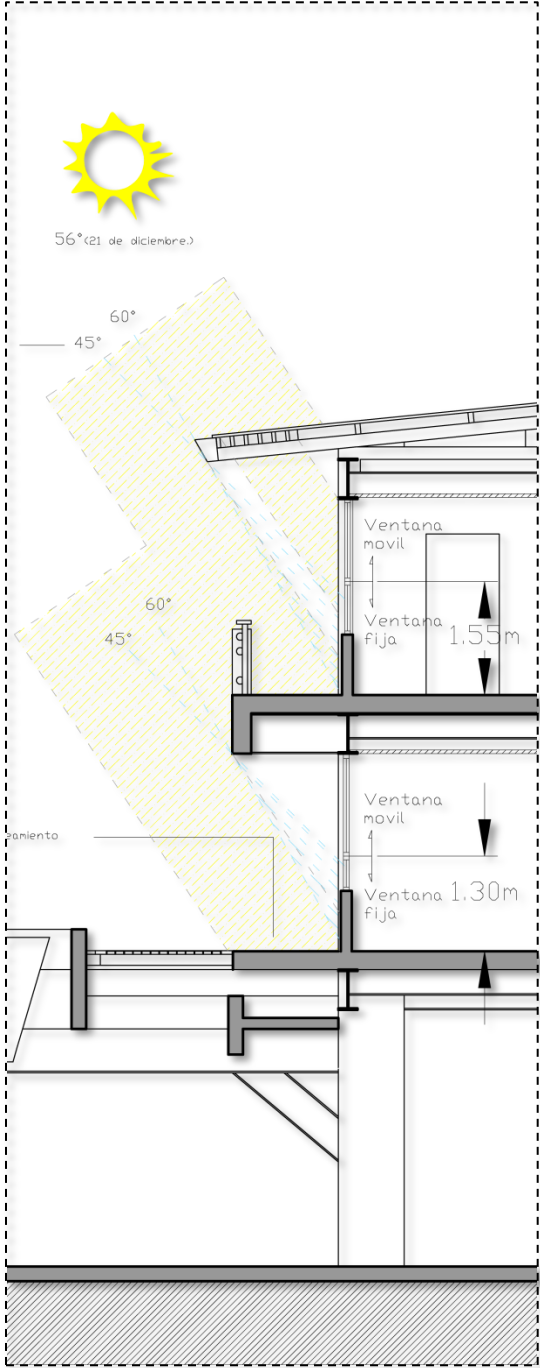 56°(21 de diciembre.)
60°
45°
Ventana
movil
Ventana
fija
1.55m
60°
45°
Ventana
movil
Ventana
fija
1.30m
eamiento